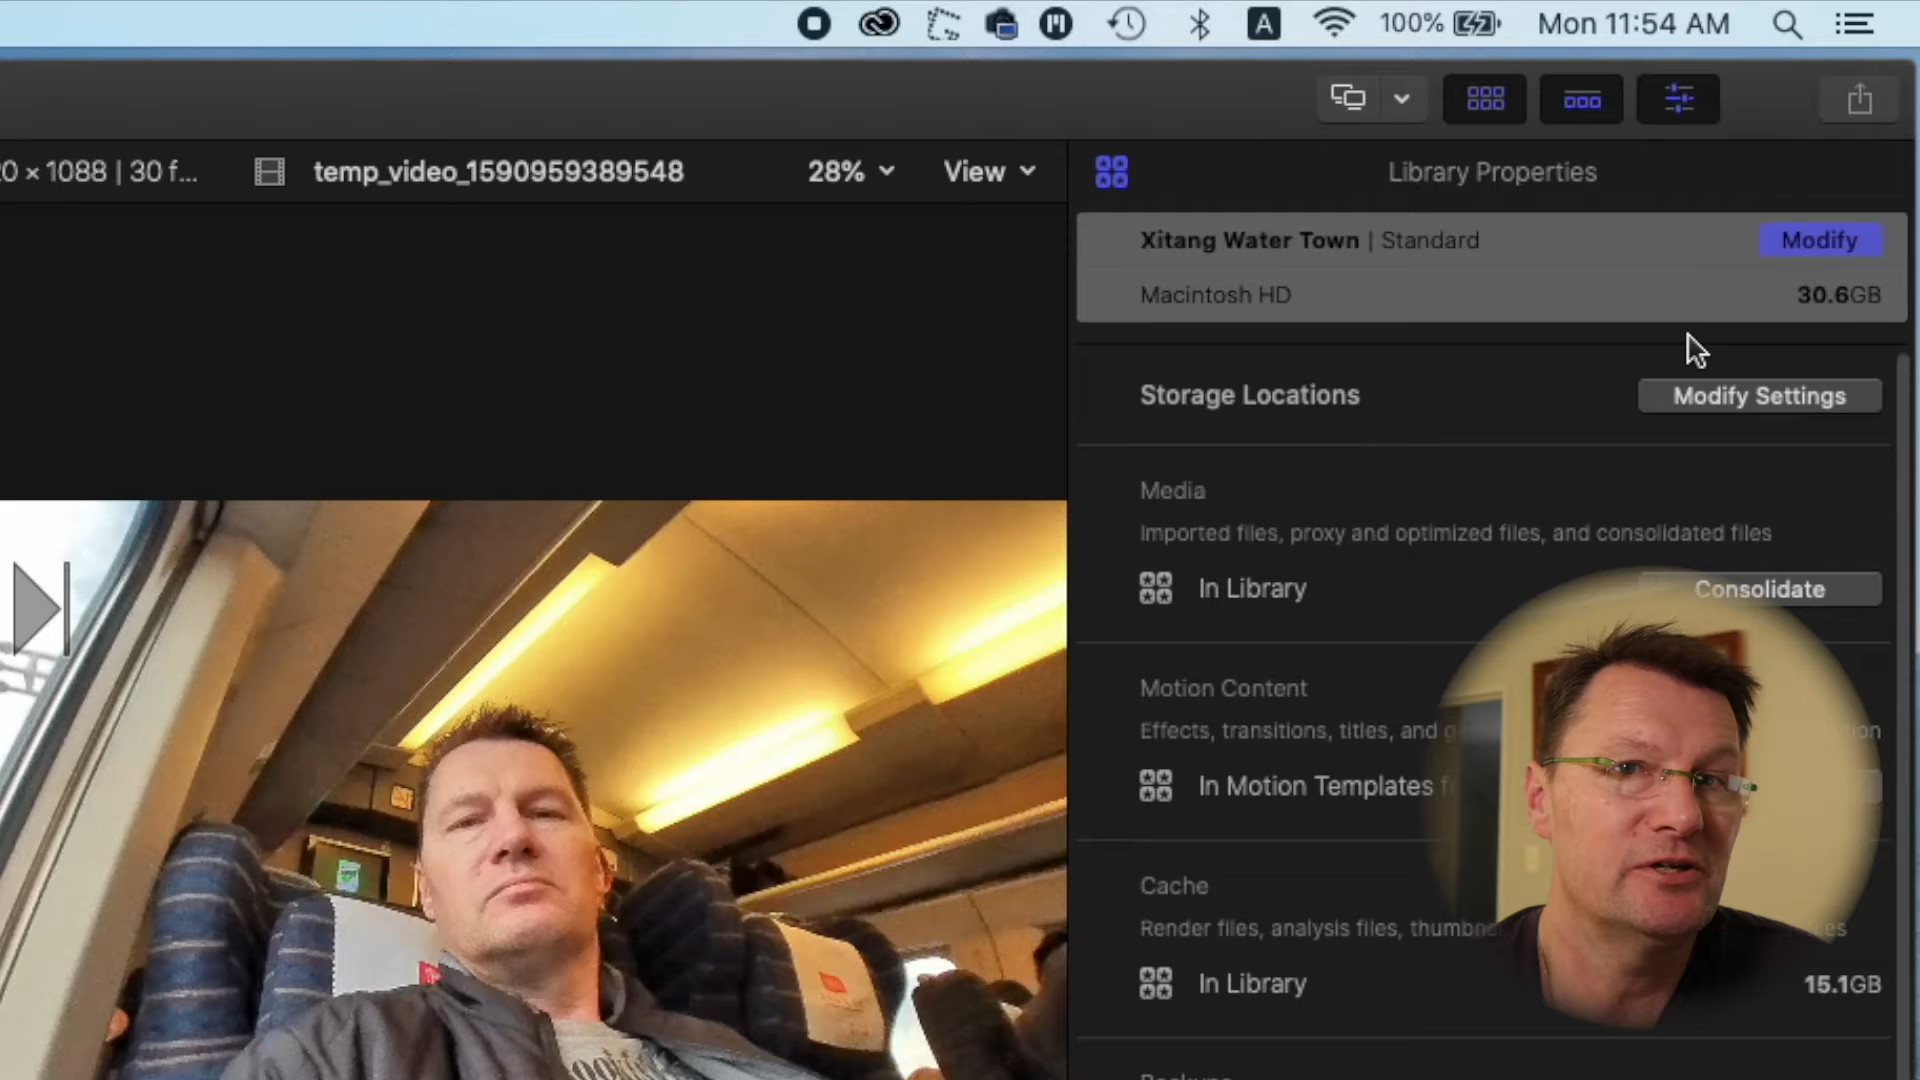 A
100%
Mon 11:54 AM
0 × 1088 | 30 f...
temp_video_1590959389548
28%
View
Library Properties
Xitang Water Town | Standard
Modify
Macintosh HD
30.6GB
Storage Locations
Modify Settings
Media
Imported files, proxy and optimized files, and consolidated files
In Library
Consolidate
Motion Content
Effects, transitions, titles, and
In Motion Templates
Cache
Render files, analysis files,
In Library
15.1GB